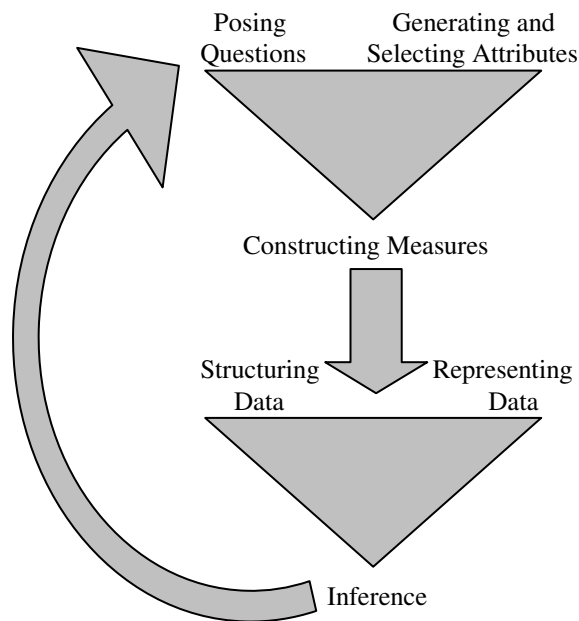 Posing
Questions
Generating and
Selecting Attributes
Constructing Measures
Structuring
Data
Representing
Data
Inference